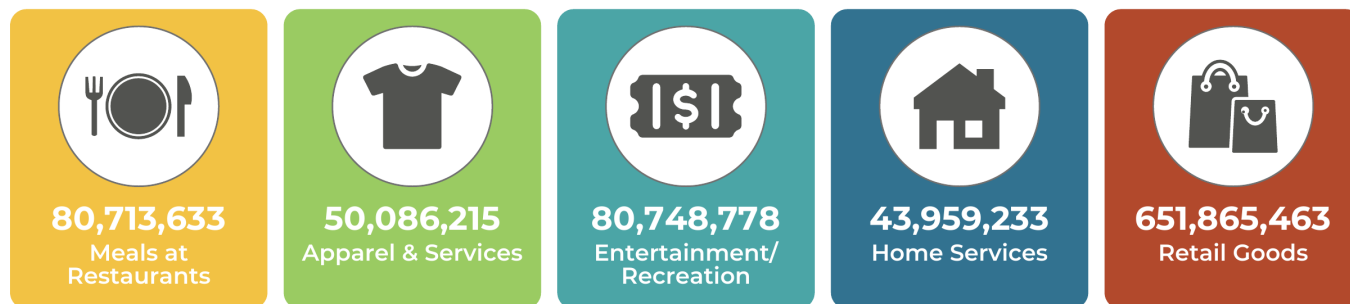 $
80,713,633
Meals at
Restaurants
50,086,215
Apparel & Services
80,748,778
Entertainment/
Recreation
43,959,233
Home Services
651,865,463
Retail Goods